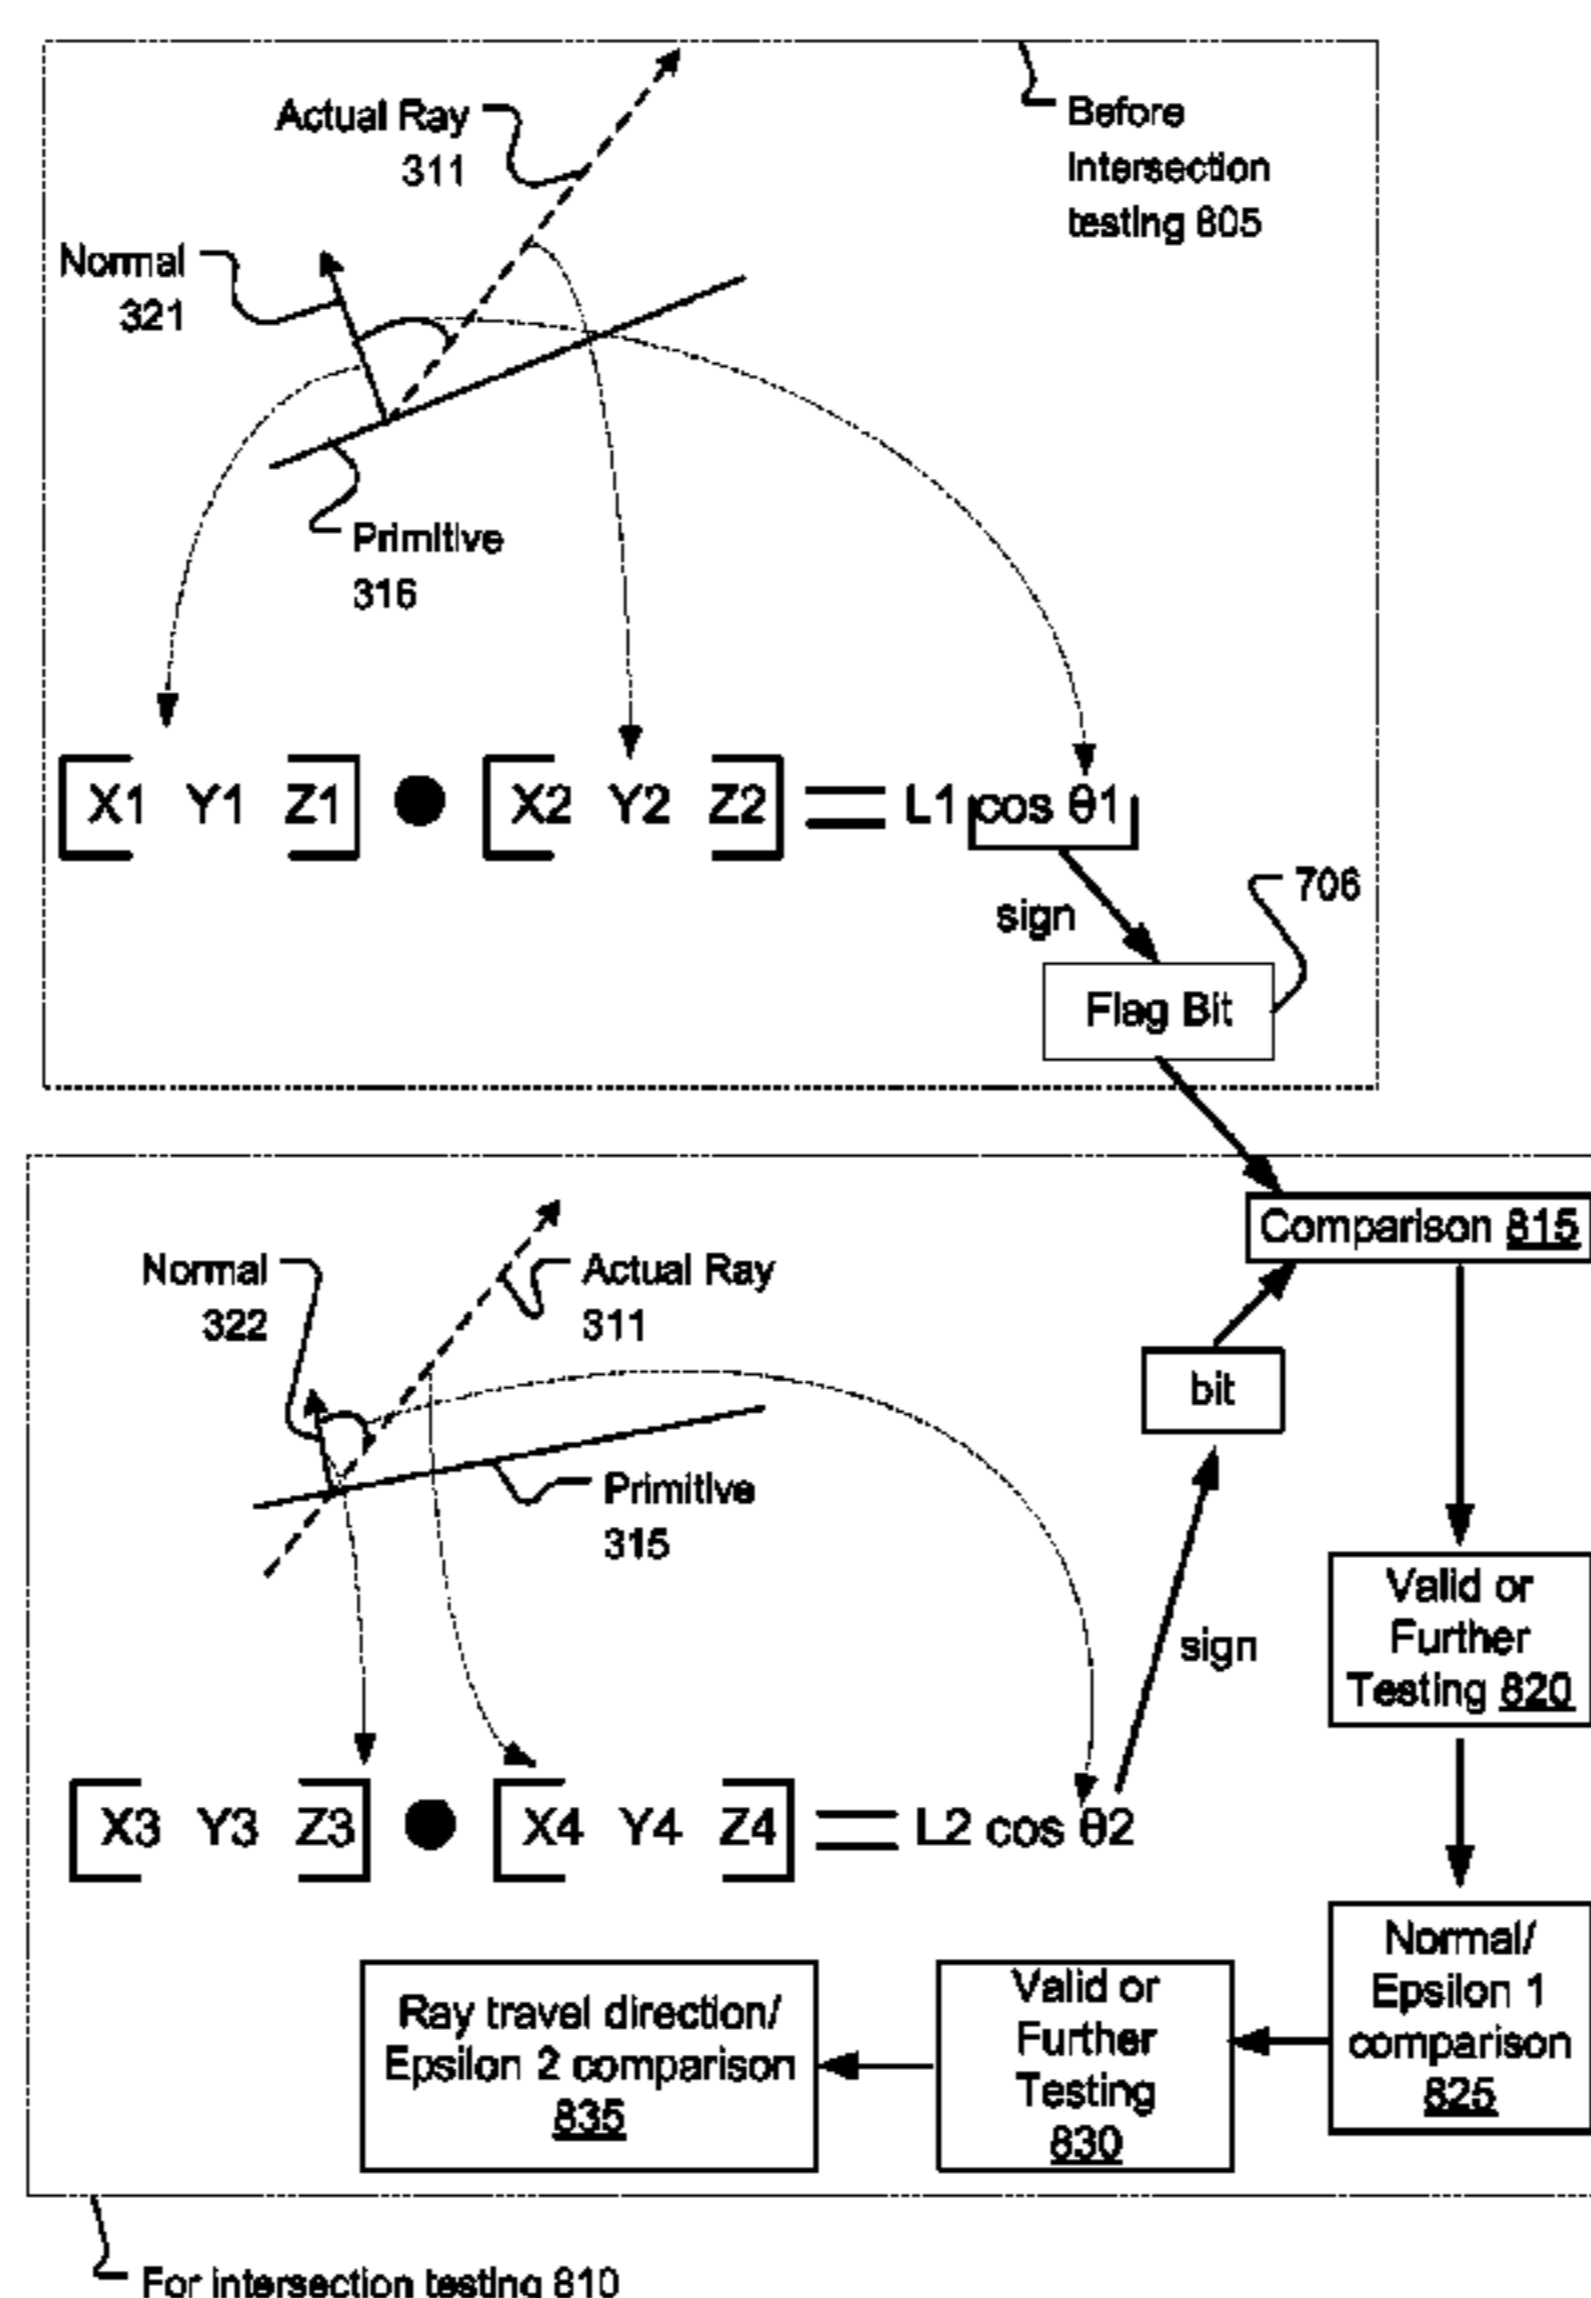 Actual Ray
311
Before
Intersection
testing 805
Normal
321
Primitive
316
X1 Y1 Z1 ● X2 Y2 Z2 = L1 cos θ1
sign
706
Flag Bit
Comparison 815
Normal
322
Actual Ray
311
bit
Primitive
315
Valid or
Further
Testing 820
sign
X3 Y3 Z3 ● X4 Y4 Z4 = L2 cos θ2
Normal/
Epsilon 1
comparison
825
Valid or
Further
Testing
830
Ray travel direction/
Epsilon 2 comparison
835
For intersection testing 810